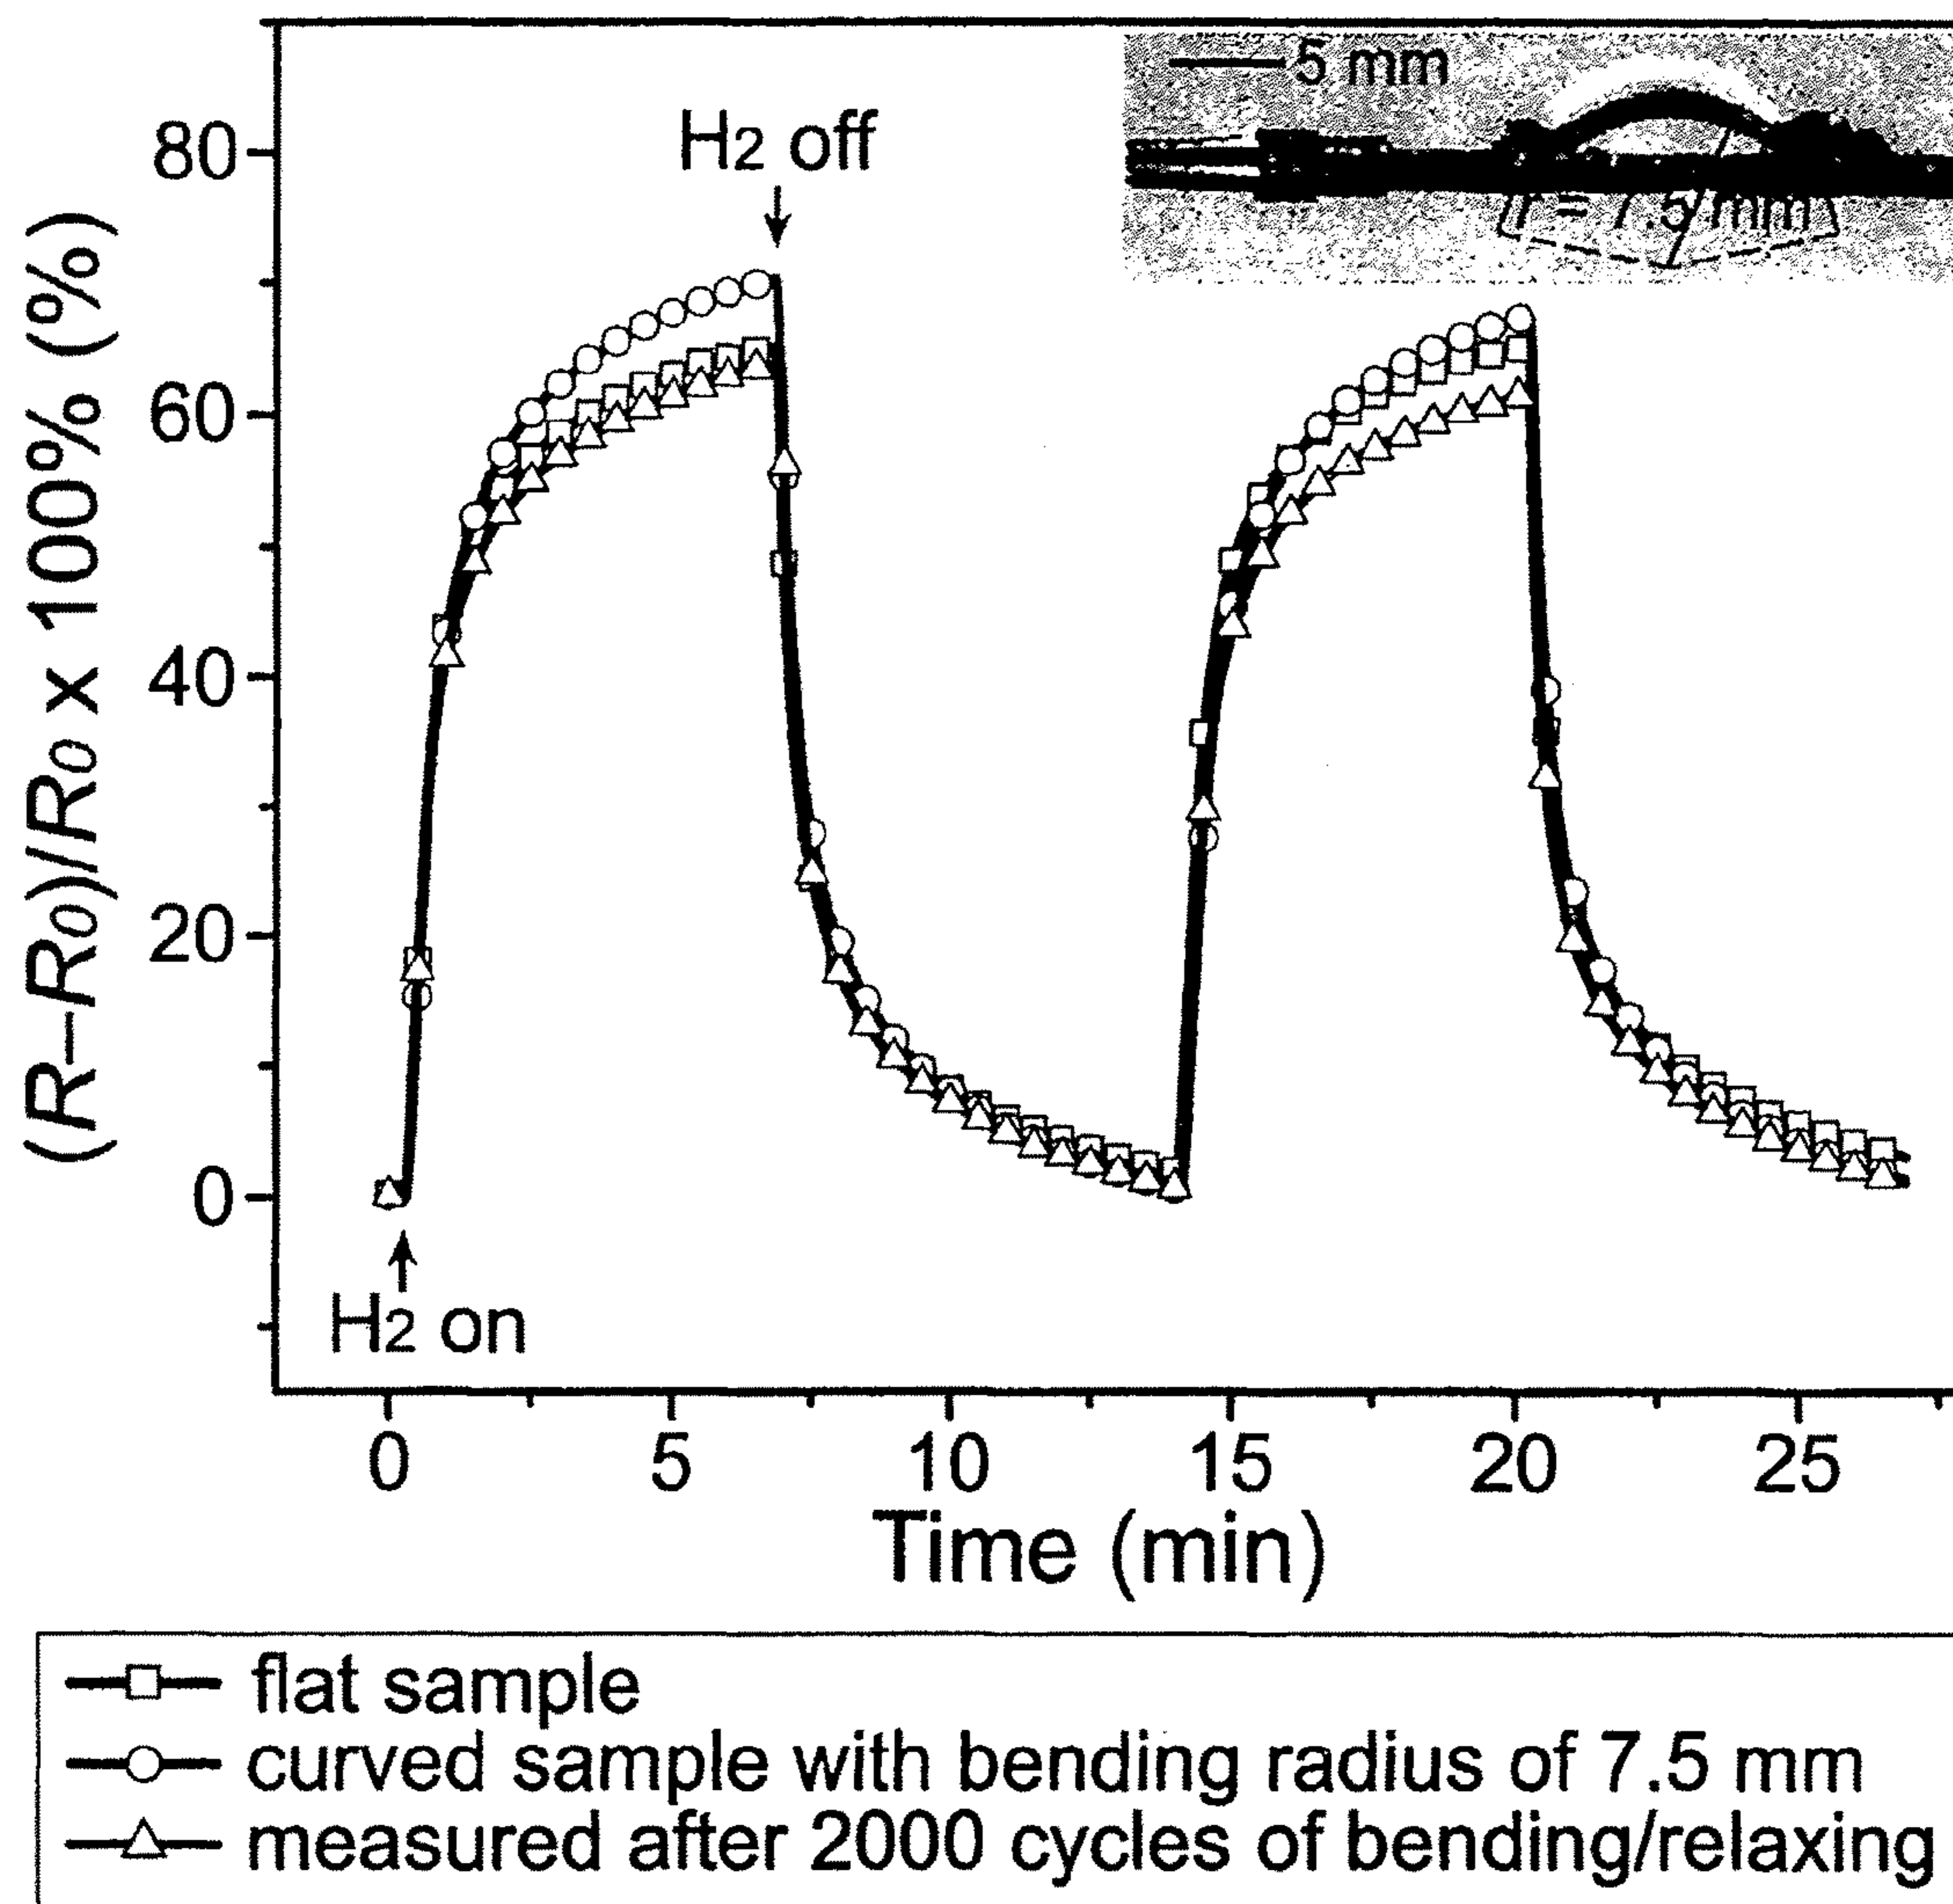 5 mm
r = 7.5 mm
H2 off
(R–R0)/R0 x 100% (%)
80
60
40
20
0
H2 on
0 5 10 15 20 25
Time (min)
flat sample
curved sample with bending radius of 7.5 mm
measured after 2000 cycles of bending/relaxing